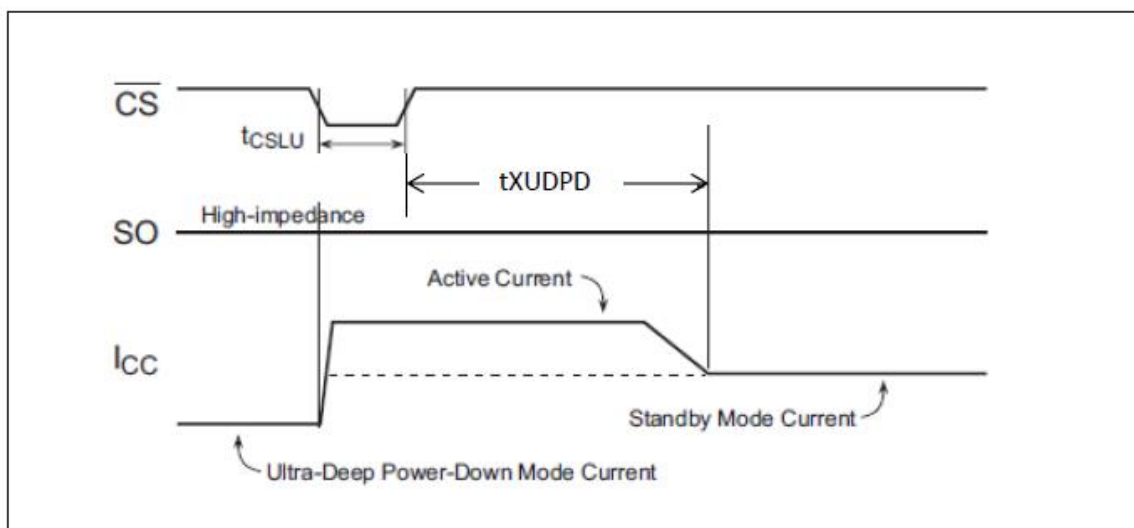 CS
tCSLU
tXUDPD
High-impedance
SO
Active Current
ICC
Standby Mode Current
Ultra-Deep Power-Down Mode Current